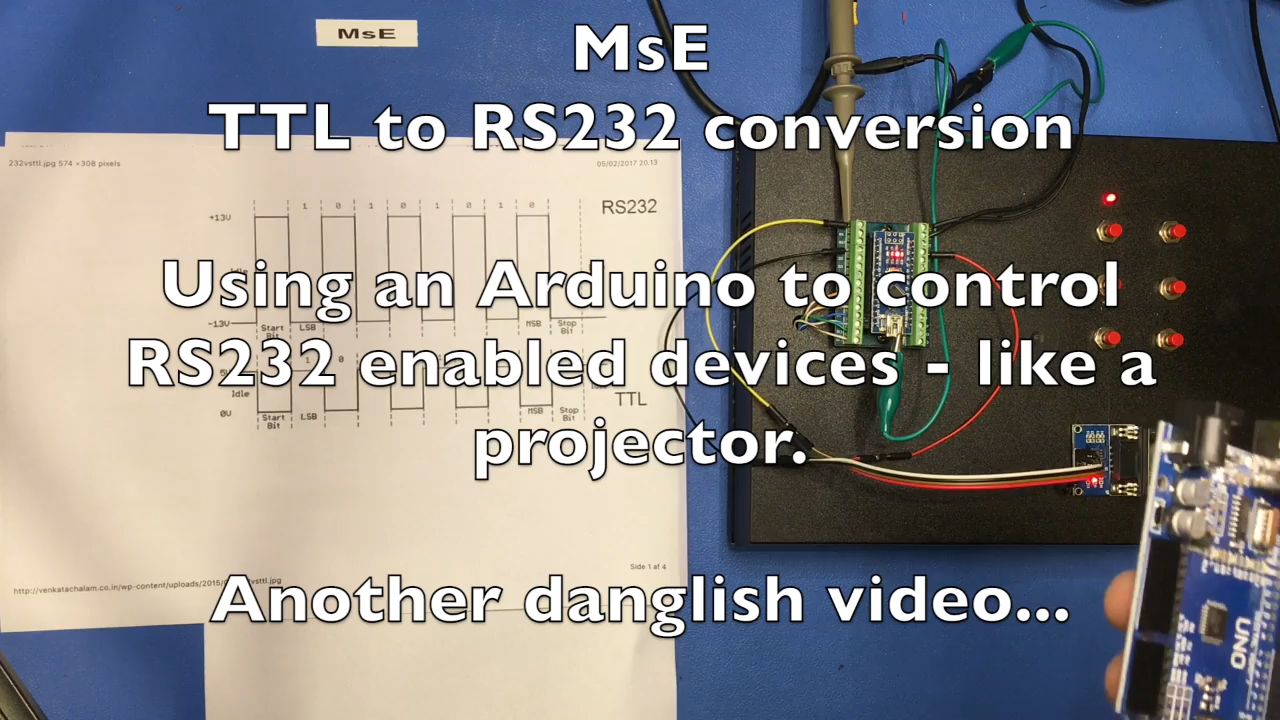 MsE
MsE
TTL to RS232 conversion
232vsttl.jpg 574×308 pixels
05/02/2017 20.13
1 0 1 0 1 0 1 0
RS232
+13V
Using an Arduino to control
-13V
Start Bit
LSB
MSB
Stop Bit
RS232 enabled devices - like a
Idle
0V
TTL
Start Bit
LSB
MSB
Stop Bit
projector.
Side 1 af 4
http://venkatachalam.co.in/wp-content/uploads/2015/
vsttl.jpg
Another danglish video...
UNO